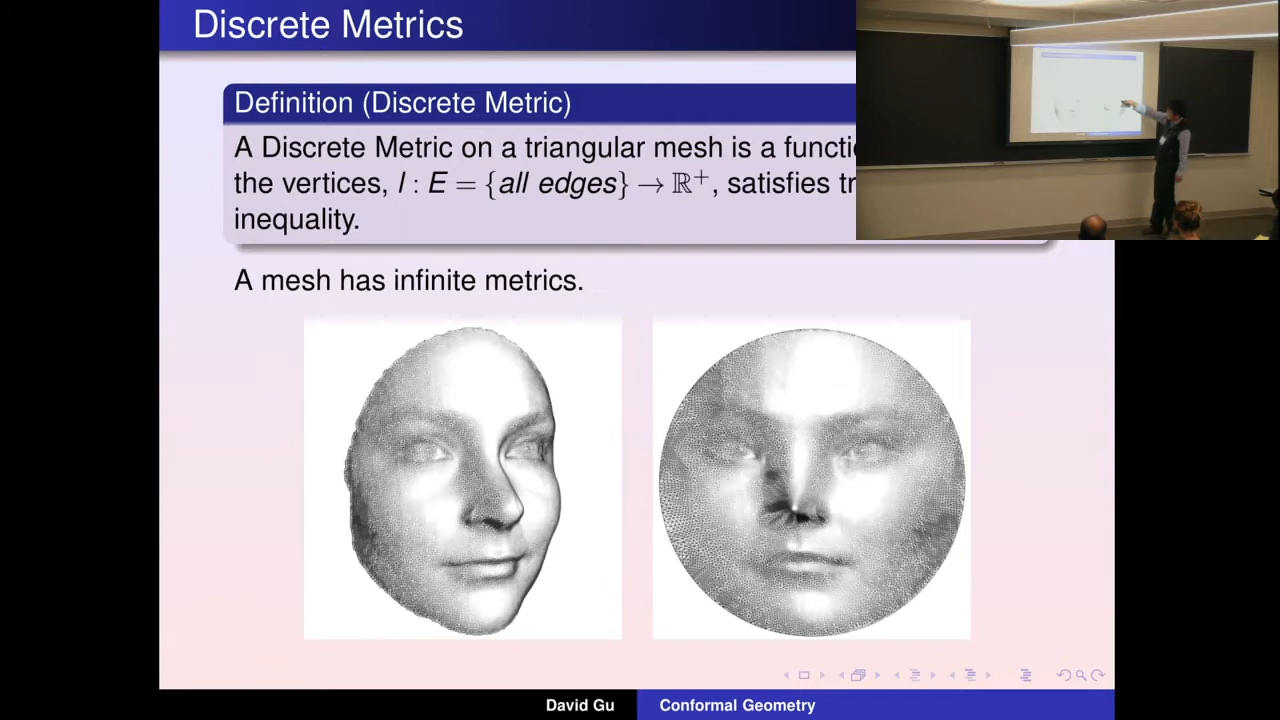 Discrete Metrics
Definition (Discrete Metric)
A Discrete Metric on a triangular mesh is a functi
the vertices, l : E = {all edges} → ℝ⁺, satisfies tr
inequality.
A mesh has infinite metrics.
David Gu
Conformal Geometry